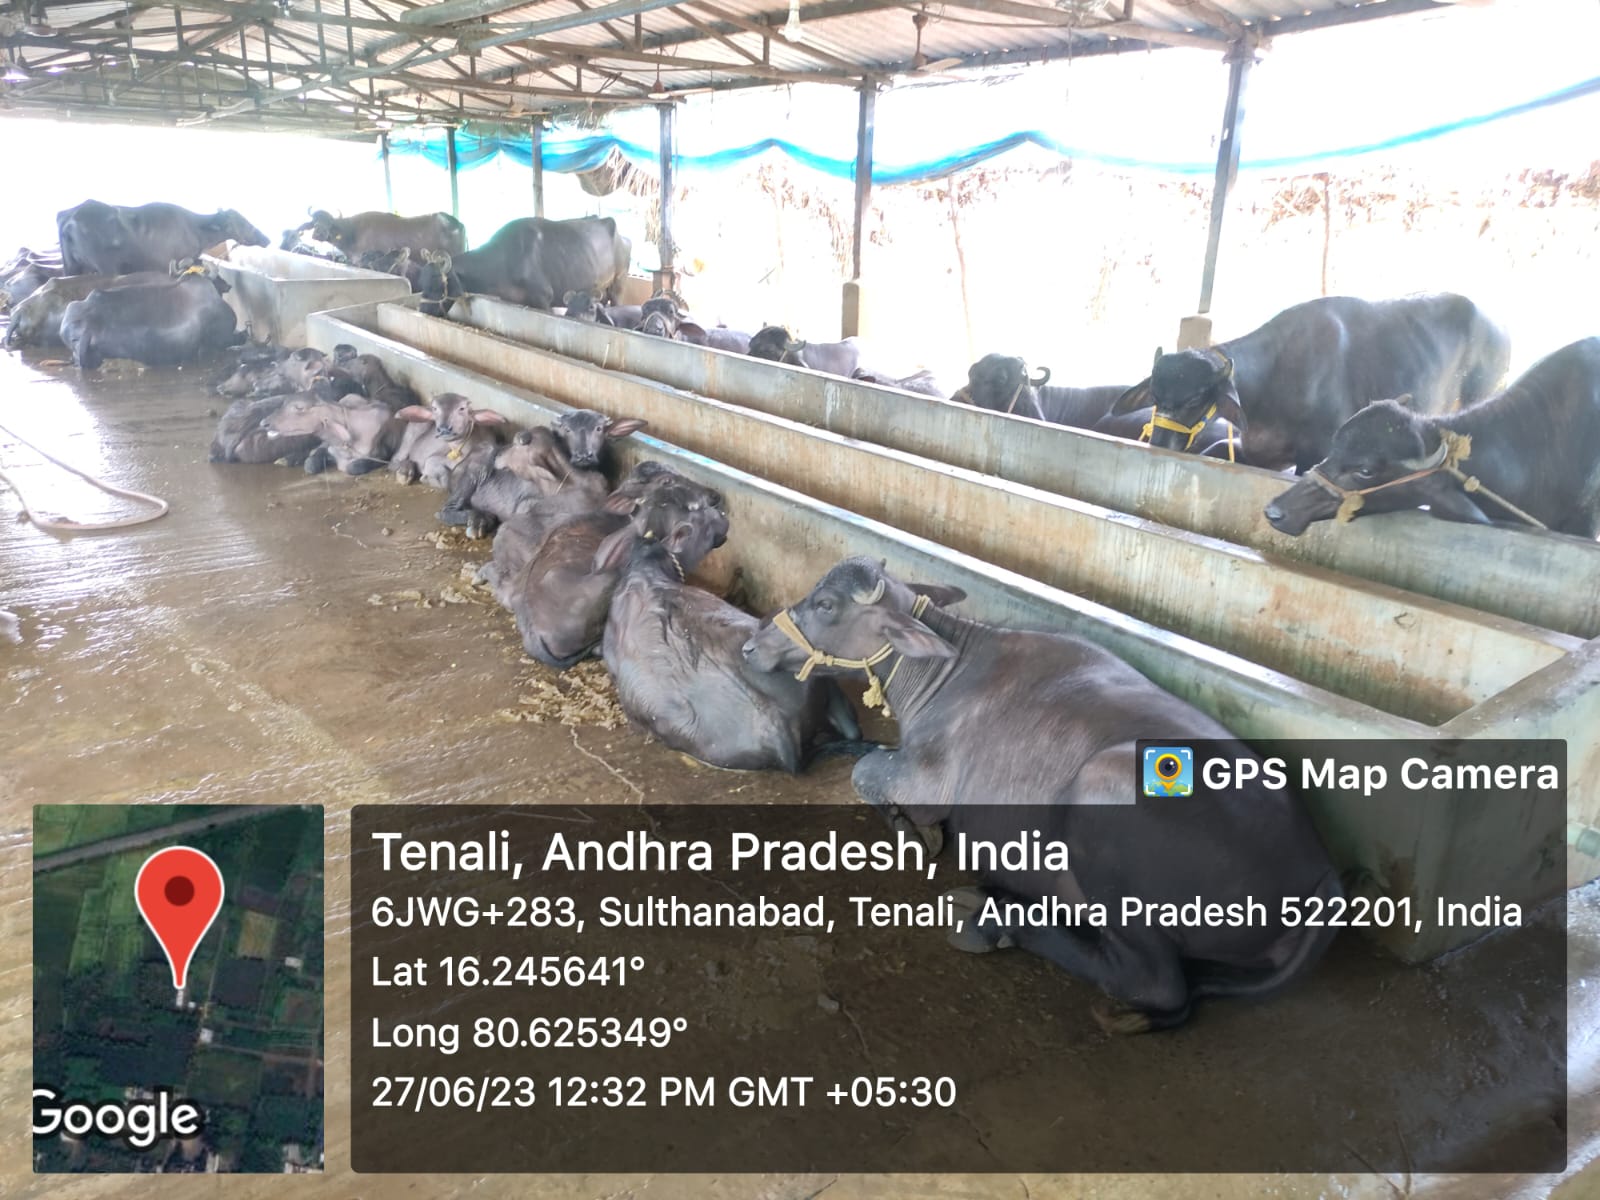 GPS Map Camera
Tenali, Andhra Pradesh, India
6JWG+283, Sulthanabad, Tenali, Andhra Pradesh 522201, India
Lat 16.245641°
Long 80.625349°
27/06/23 12:32 PM GMT +05:30
Google